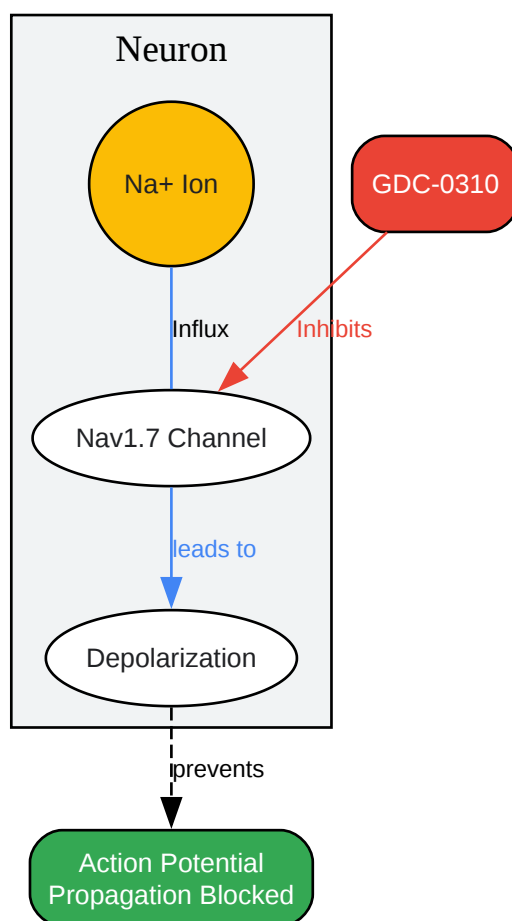 Neuron
Na+ Ion
GDC-0310
Influx
Inhibits
Nav1.7 Channel
leads to
Depolarization
prevents
Action Potential
Propagation Blocked